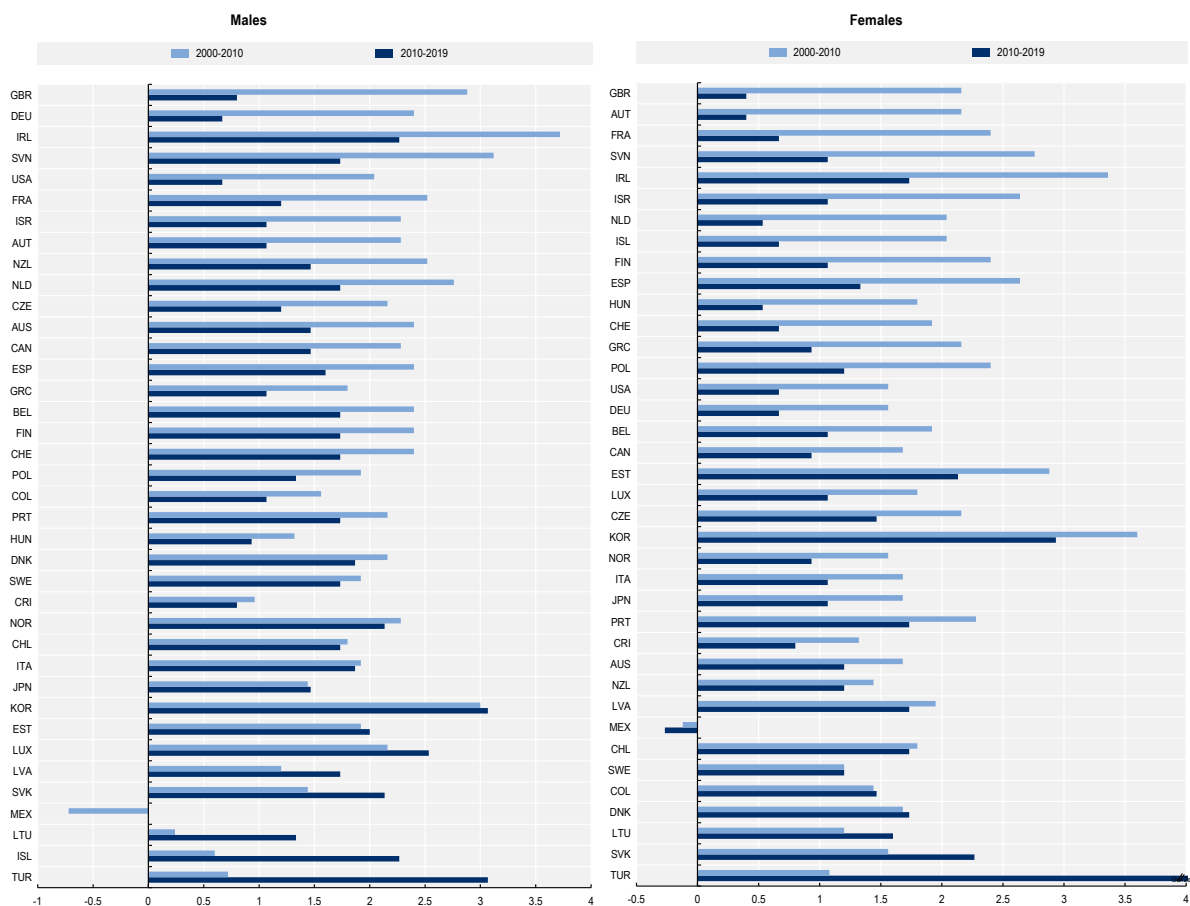 Males
2000-2010 2010-2019
GBR
DEU
IRL
SVN
USA
FRA
ISR
AUT
NZL
NLD
CZE
AUS
CAN
ESP
GRC
BEL
FIN
CHE
POL
COL
PRT
HUN
DNK
SWE
CRI
NOR
CHL
ITA
JPN
KOR
EST
LUX
LVA
SVK
MEX
LTU
ISL
TUR
-1 -0.5 0 0.5 1 1.5 2 2.5 3 3.5 4
Females
2000-2010 2010-2019
GBR
AUT
FRA
SVN
IRL
ISR
NLD
ISL
FIN
ESP
HUN
CHE
GRC
POL
USA
DEU
BEL
CAN
EST
LUX
CZE
KOR
NOR
ITA
JPN
PRT
CRI
AUS
NZL
LVA
MEX
CHL
SWE
COL
DNK
LTU
SVK
TUR
-1 -0.5 0 0.5 1 1.5 2 2.5 3 3.5 4